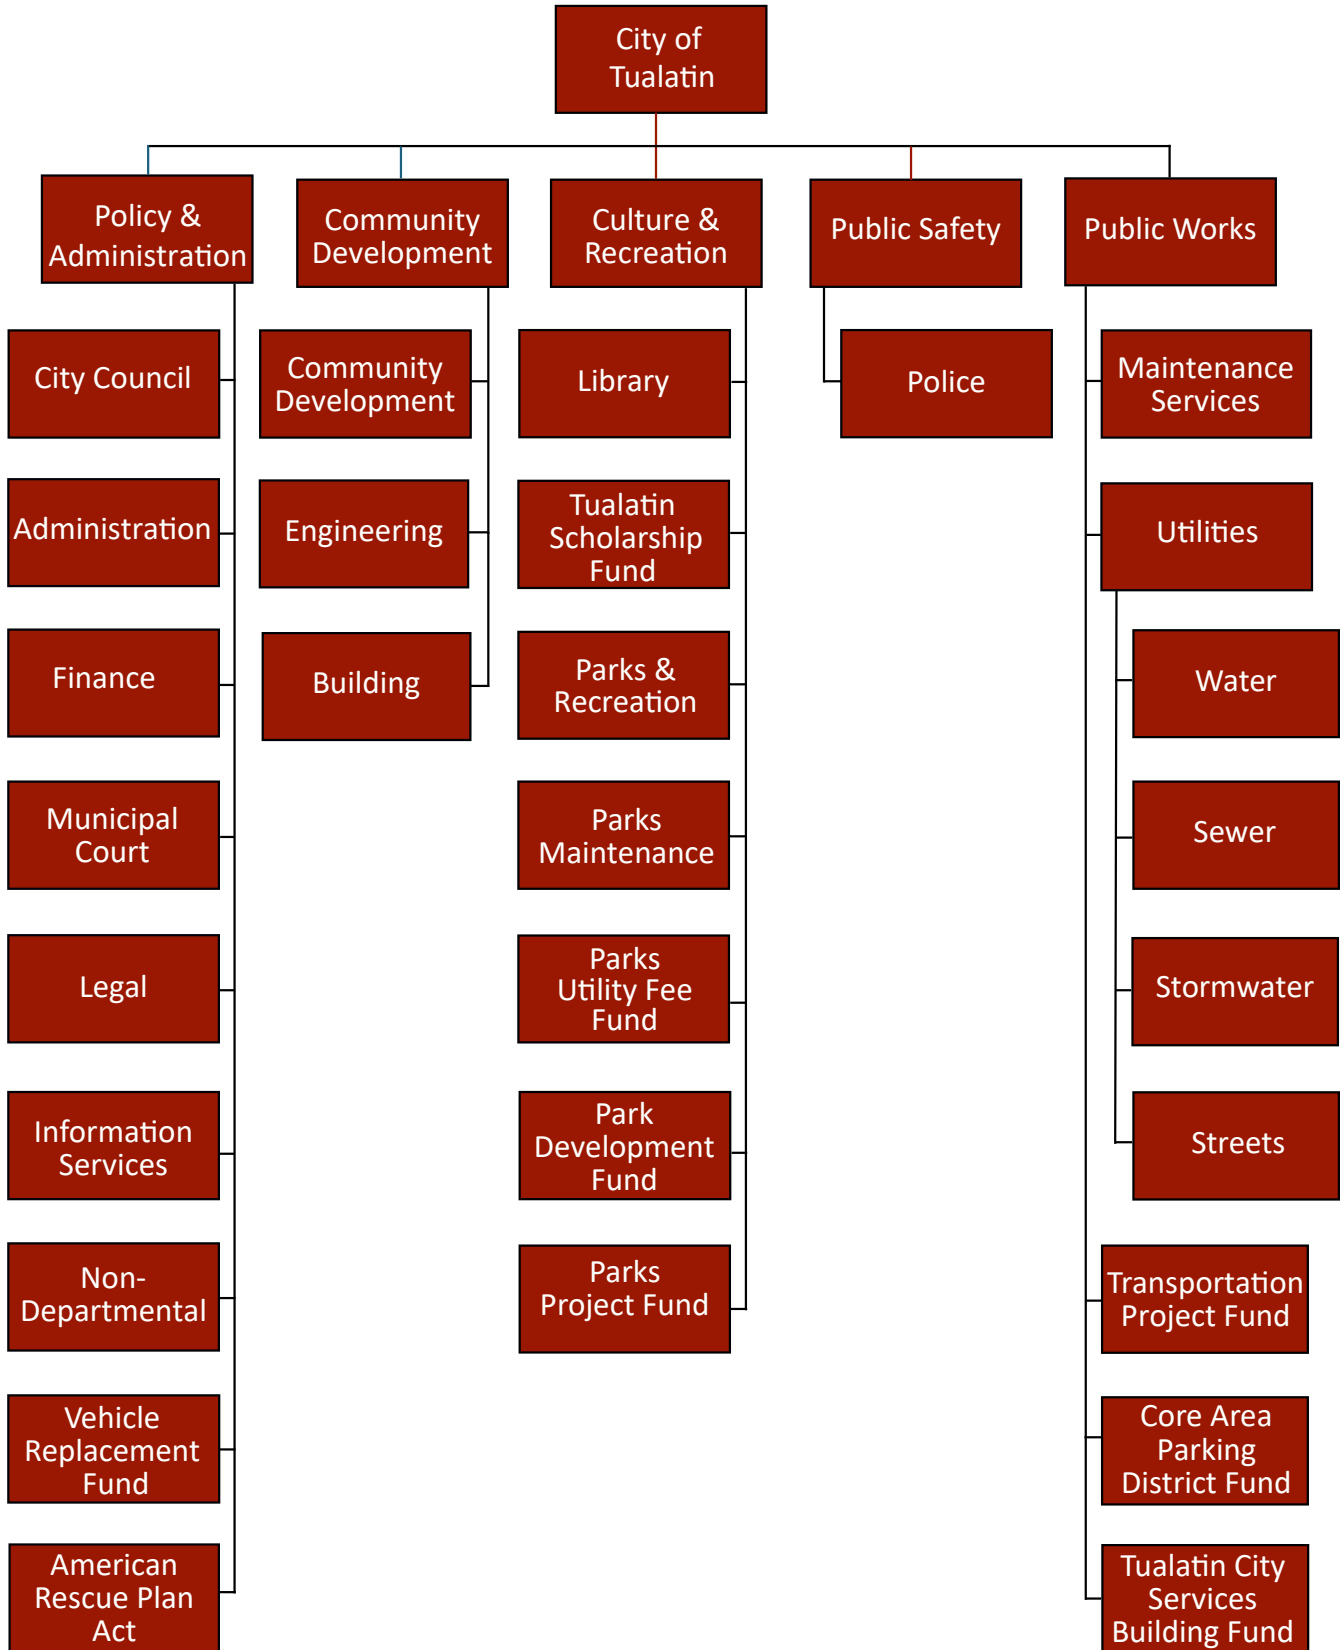 City of
Tualatin
Policy &
Administration
Community
Development
Culture &
Recreation
Public Safety
Public Works
City Council
Administration
Finance
Municipal
Court
Legal
Information
Services
Non-
Departmental
Vehicle
Replacement
Fund
American
Rescue Plan
Act
Community
Development
Engineering
Building
Library
Tualatin
Scholarship
Fund
Parks &
Recreation
Parks
Maintenance
Parks
Utility Fee
Fund
Park
Development
Fund
Parks
Project Fund
Police
Maintenance
Services
Utilities
Water
Sewer
Stormwater
Streets
Transportation
Project Fund
Core Area
Parking
District Fund
Tualatin City
Services
Building Fund